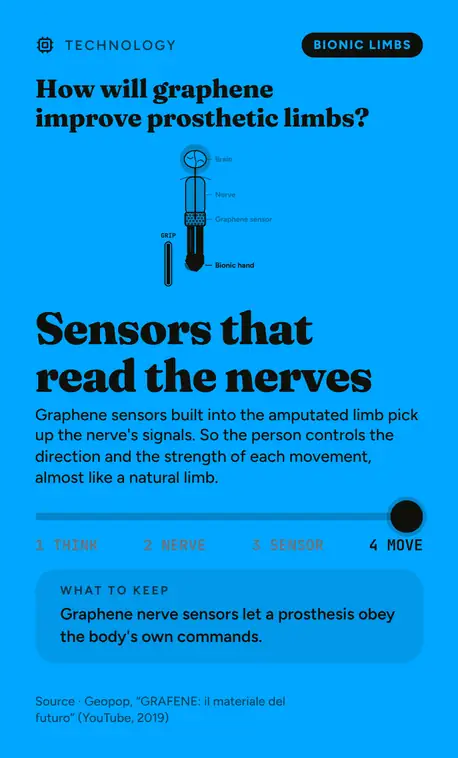 TECHNOLOGY
BIONIC LIMBS
How will graphene
improve prosthetic limbs?
Brain
Nerve
Graphene sensor
GRIP
Bionic hand
Sensors that
read the nerves
Graphene sensors built into the amputated limb pick
up the nerve's signals. So the person controls the
direction and the strength of each movement,
almost like a natural limb.
1 THINK
2 NERVE
3 SENSOR
4 MOVE
WHAT TO KEEP
Graphene nerve sensors let a prosthesis obey
the body's own commands.
Source · Geopop, “GRAFENE: il materiale del
futuro” (YouTube, 2019)